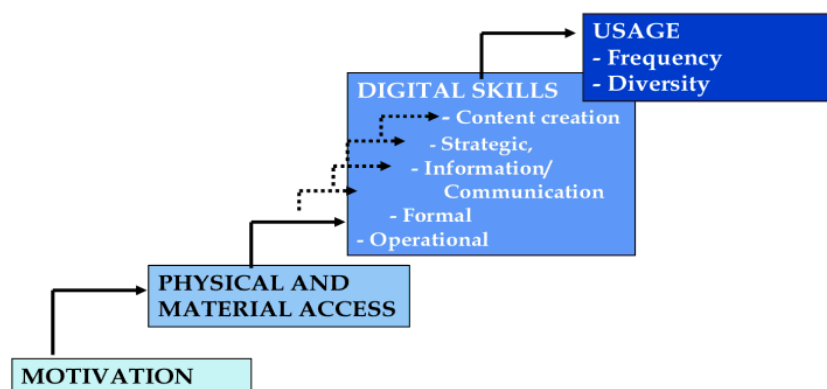 USAGE
- Frequency
- Diversity
DIGITAL SKILLS
- Content creation
- Strategic,
- Information/
Communication
- Formal
- Operational
PHYSICAL AND
MATERIAL ACCESS
MOTIVATION